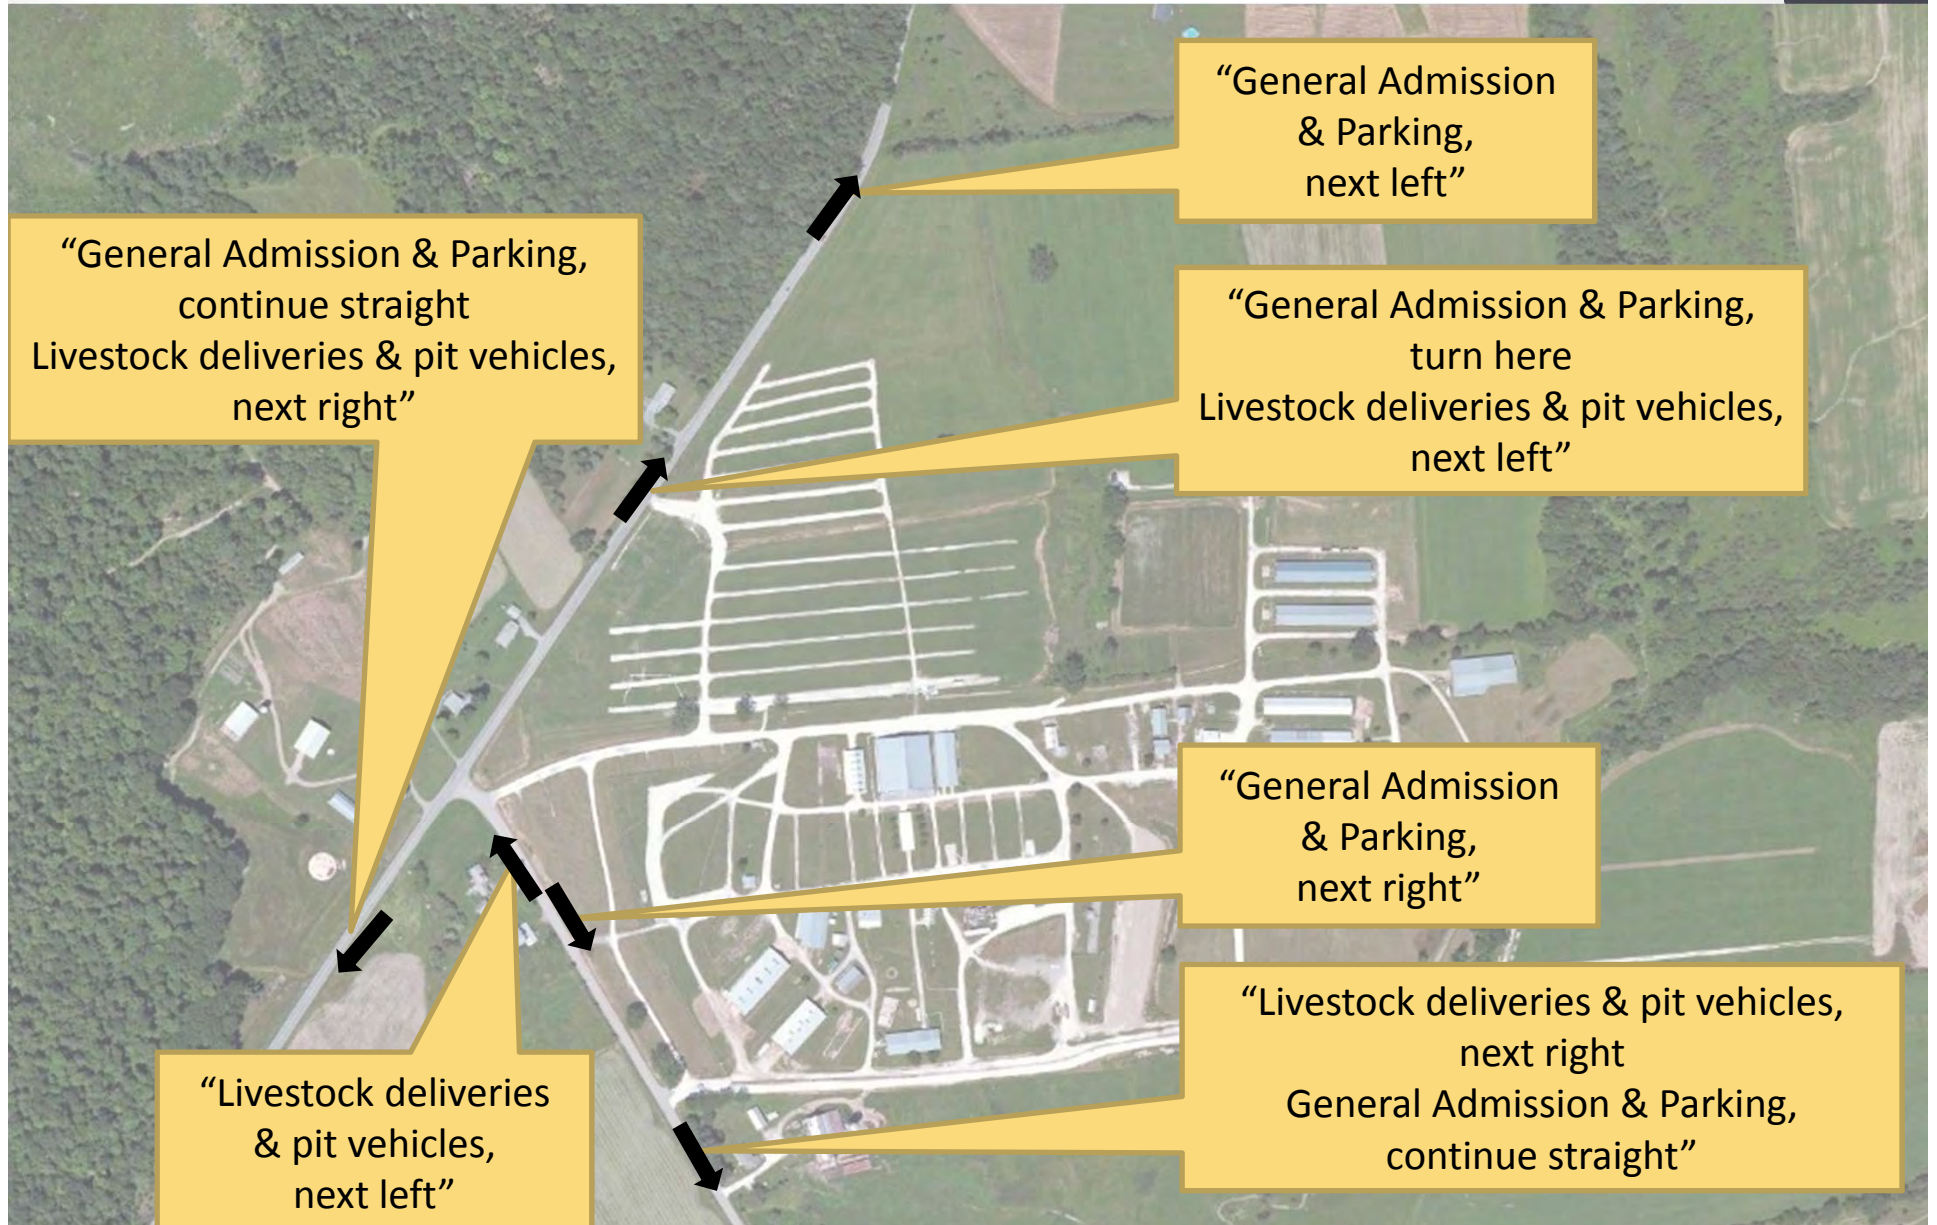 “General Admission
& Parking,
next left”
“General Admission & Parking,
continue straight
Livestock deliveries & pit vehicles,
next right”
“General Admission & Parking,
turn here
Livestock deliveries & pit vehicles,
next left”
“General Admission
& Parking,
next right”
“Livestock deliveries & pit vehicles,
next right
General Admission & Parking,
continue straight”
“Livestock deliveries
& pit vehicles,
next left”